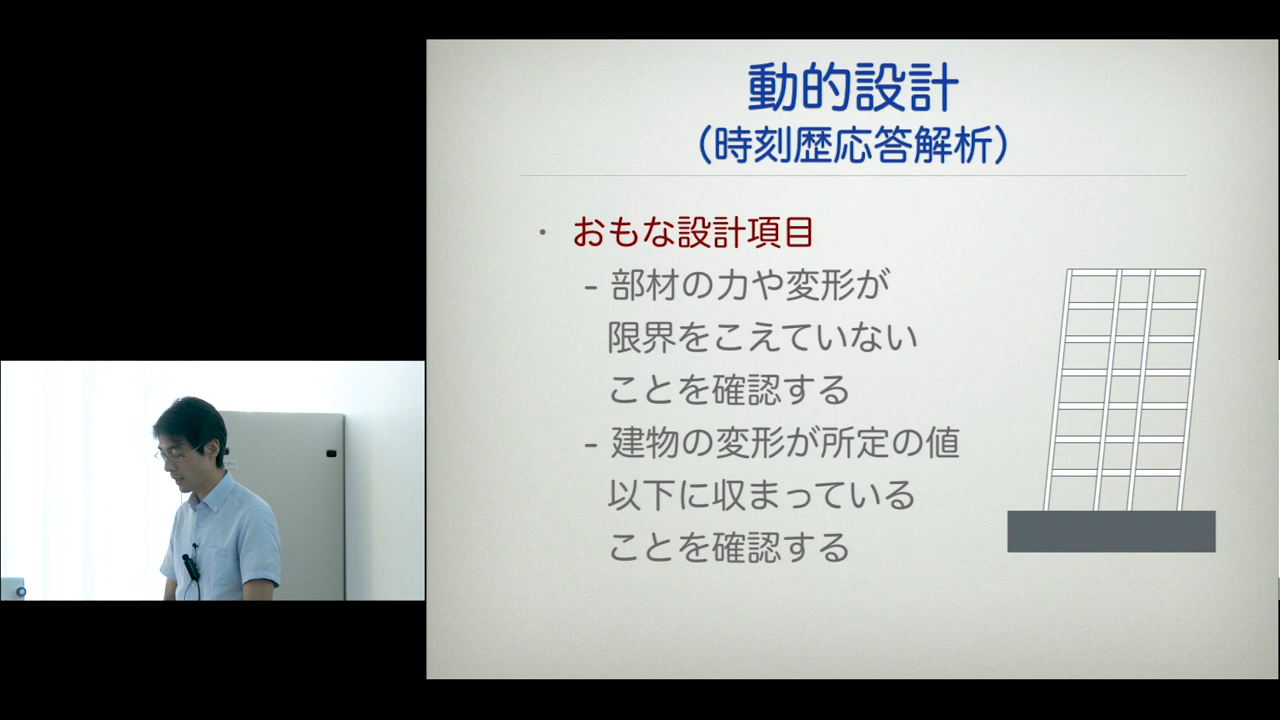 動的設計
（時刻歴応答解析）
・ おもな設計項目
- 部材の力や変形が
限界をこえていない
ことを確認する
- 建物の変形が所定の値
以下に収まっている
ことを確認する